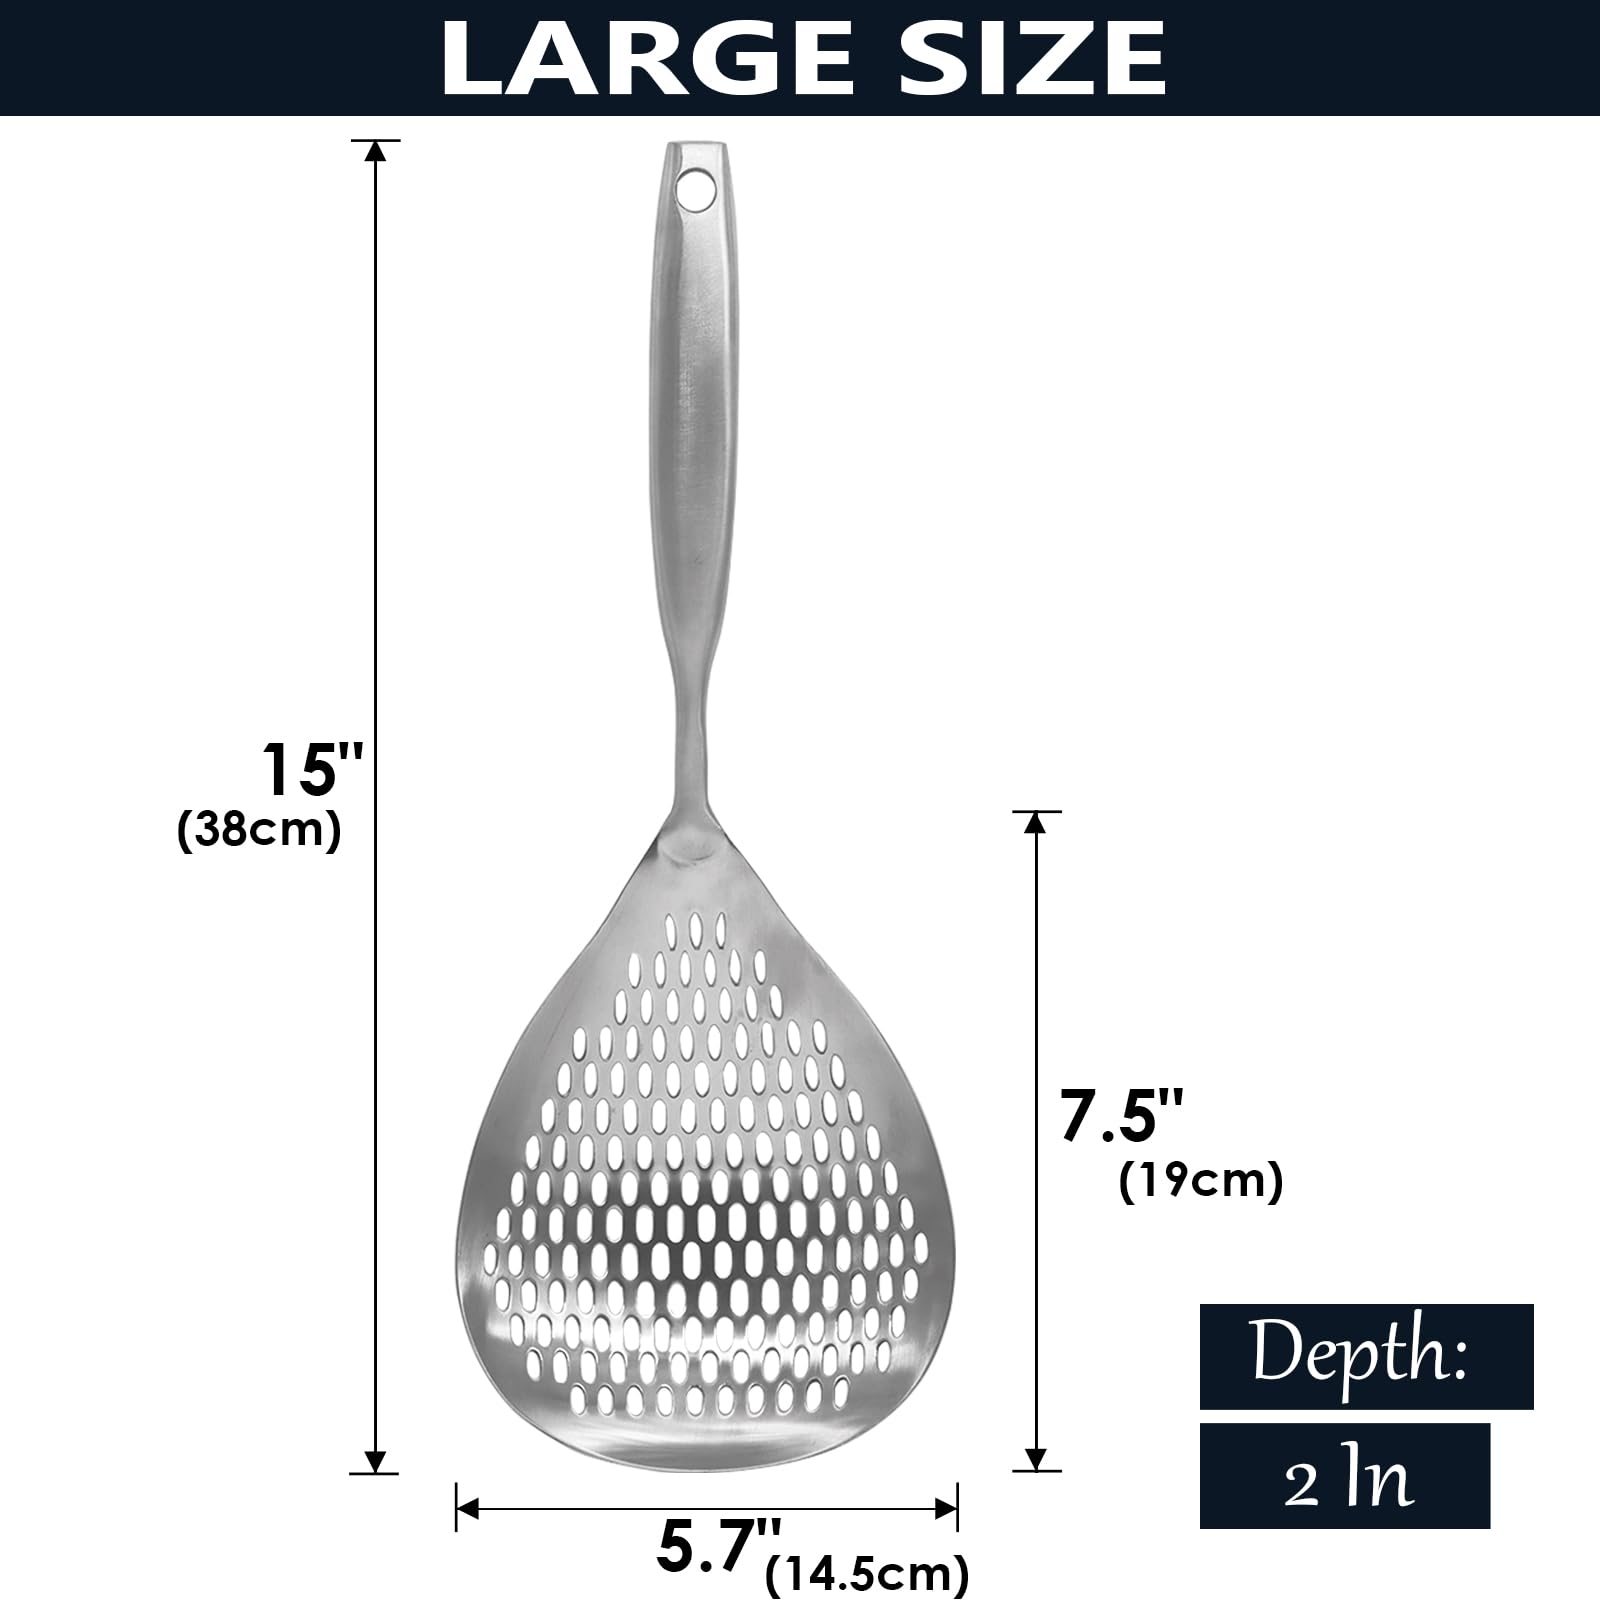 LARGE SIZE
15"
(38cm)
7.5"
(19cm)
Depth:
2 In
5.7"
(14.5cm)